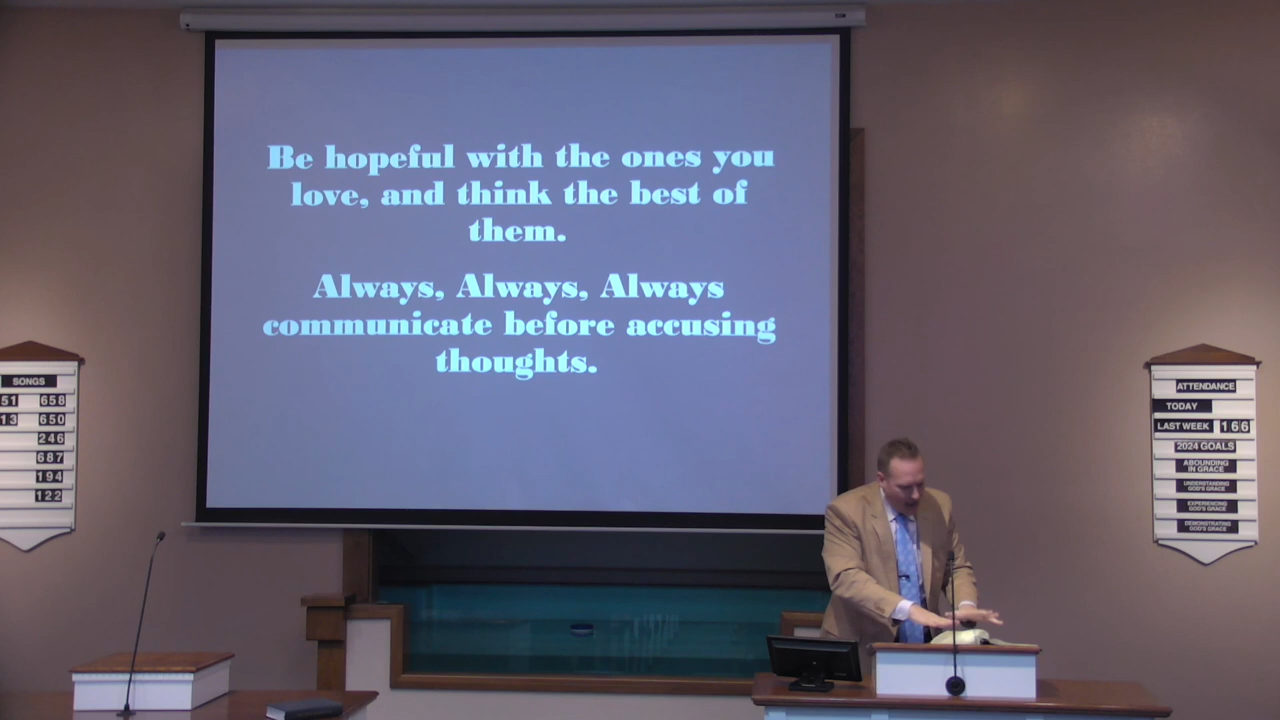 Be hopeful with the ones you
love, and think the best of
them.
Always, Always, Always
communicate before accusing
thoughts.
SONGS
51 658
13 650
246
687
194
122
ATTENDANCE
TODAY
LAST WEEK 166
2024 GOALS
ABOUNDING
IN GRACE
UNDERSTANDING
GOD'S GRACE
EXPERIENCING
GOD'S GRACE
DEMONSTRATING
GOD'S GRACE